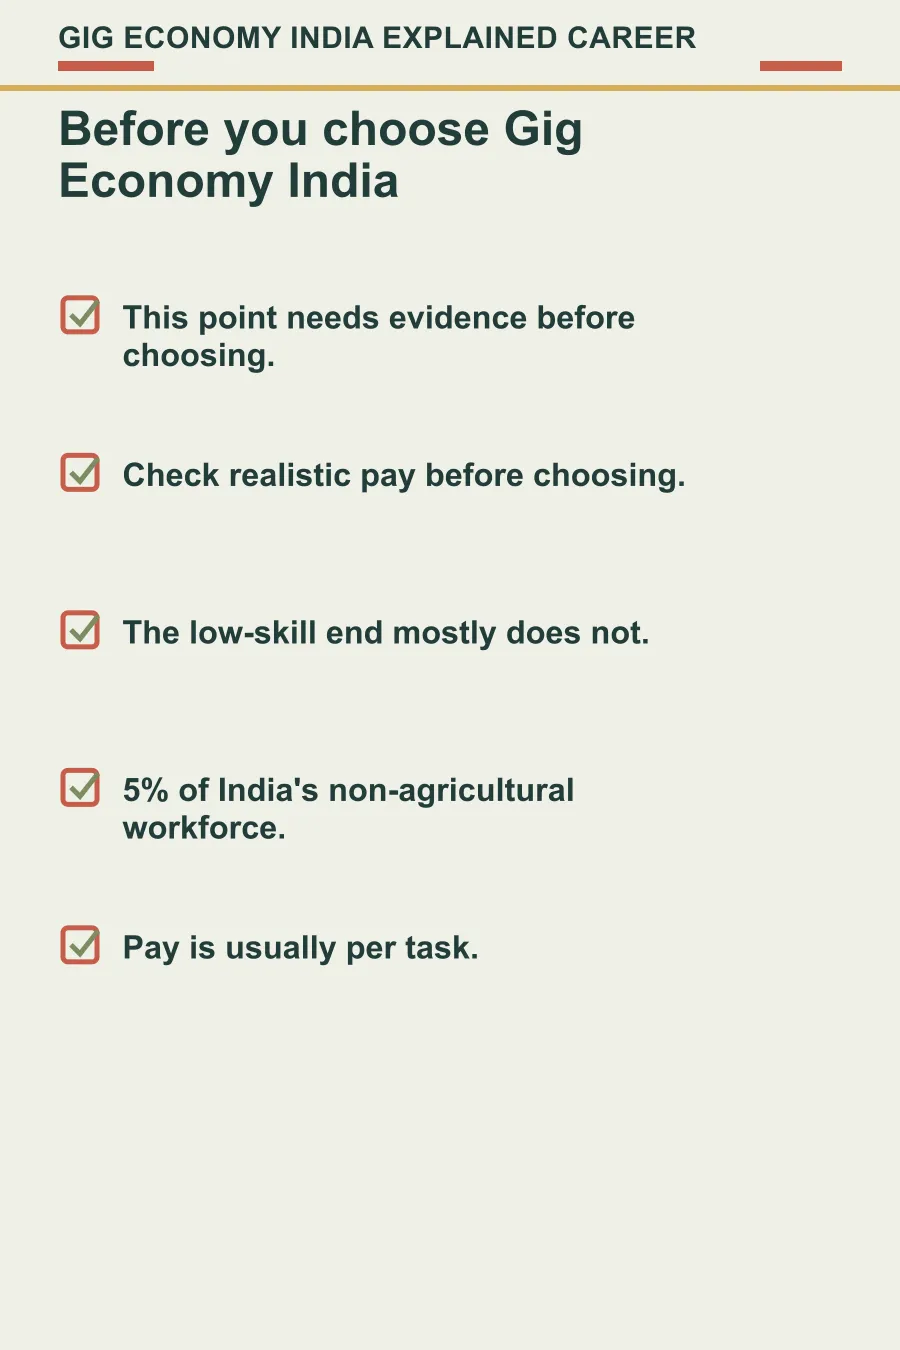 GIG ECONOMY INDIA EXPLAINED CAREER
Before you choose Gig
Economy India
This point needs evidence before
choosing.
Check realistic pay before choosing.
The low-skill end mostly does not.
5% of India's non-agricultural
workforce.
Pay is usually per task.